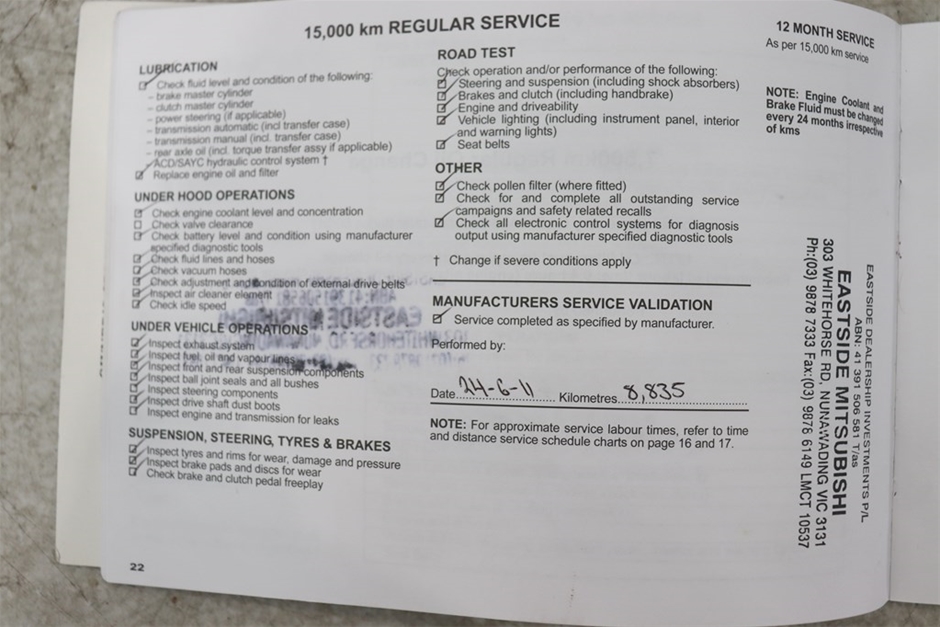 15,000 km REGULAR SERVICE
LUBRICATION
Check fluid level and condition of the following:
– brake master cylinder
– clutch master cylinder
– power steering (if applicable)
– transmission automatic (incl transfer case)
– transmission manual (incl. transfer case)
– rear axle oil (incl. torque transfer assy if applicable)
ACD/SAYC hydraulic control system †
Replace engine oil and filter
UNDER HOOD OPERATIONS
Check engine coolant level and concentration
Check valve clearance
Check battery level and condition using manufacturer
specified diagnostic tools
Check fluid lines and hoses
Check vacuum hoses
Check adjustment and condition of external drive belts
Inspect air cleaner element
Check idle speed
UNDER VEHICLE OPERATIONS
Inspect exhaust system
Inspect fuel, oil and vapour lines
Inspect front and rear suspension components
Inspect ball joint seals and all bushes
Inspect steering components
Inspect drive shaft dust boots
Inspect engine and transmission for leaks
SUSPENSION, STEERING, TYRES & BRAKES
Inspect tyres and rims for wear, damage and pressure
Inspect brake pads and discs for wear
Check brake and clutch pedal freeplay
22
ROAD TEST
Check operation and/or performance of the following:
Steering and suspension (including shock absorbers)
Brakes and clutch (including handbrake)
Engine and driveability
Vehicle lighting (including instrument panel, interior
and warning lights)
Seat belts
OTHER
Check pollen filter (where fitted)
Check for and complete all outstanding service
campaigns and safety related recalls
Check all electronic control systems for diagnosis
output using manufacturer specified diagnostic tools
† Change if severe conditions apply
MANUFACTURERS SERVICE VALIDATION
Service completed as specified by manufacturer.
Performed by:
Date 24-6-11 Kilometres 8,835
NOTE: For approximate service labour times, refer to time
and distance service schedule charts on page 16 and 17.
12 MONTH SERVICE
As per 15,000 km service
NOTE: Engine Coolant and
Brake Fluid must be changed
every 24 months irrespective
of kms
EASTSIDE DEALERSHIP INVESTMENTS P/L
ABN: 41 391 506 581 T/as
EASTSIDE MITSUBISHI
303 WHITEHORSE RD, NUNAWADING VIC 3131
Ph:(03) 9878 7333 Fax:(03) 9876 6149 LMCT 10537